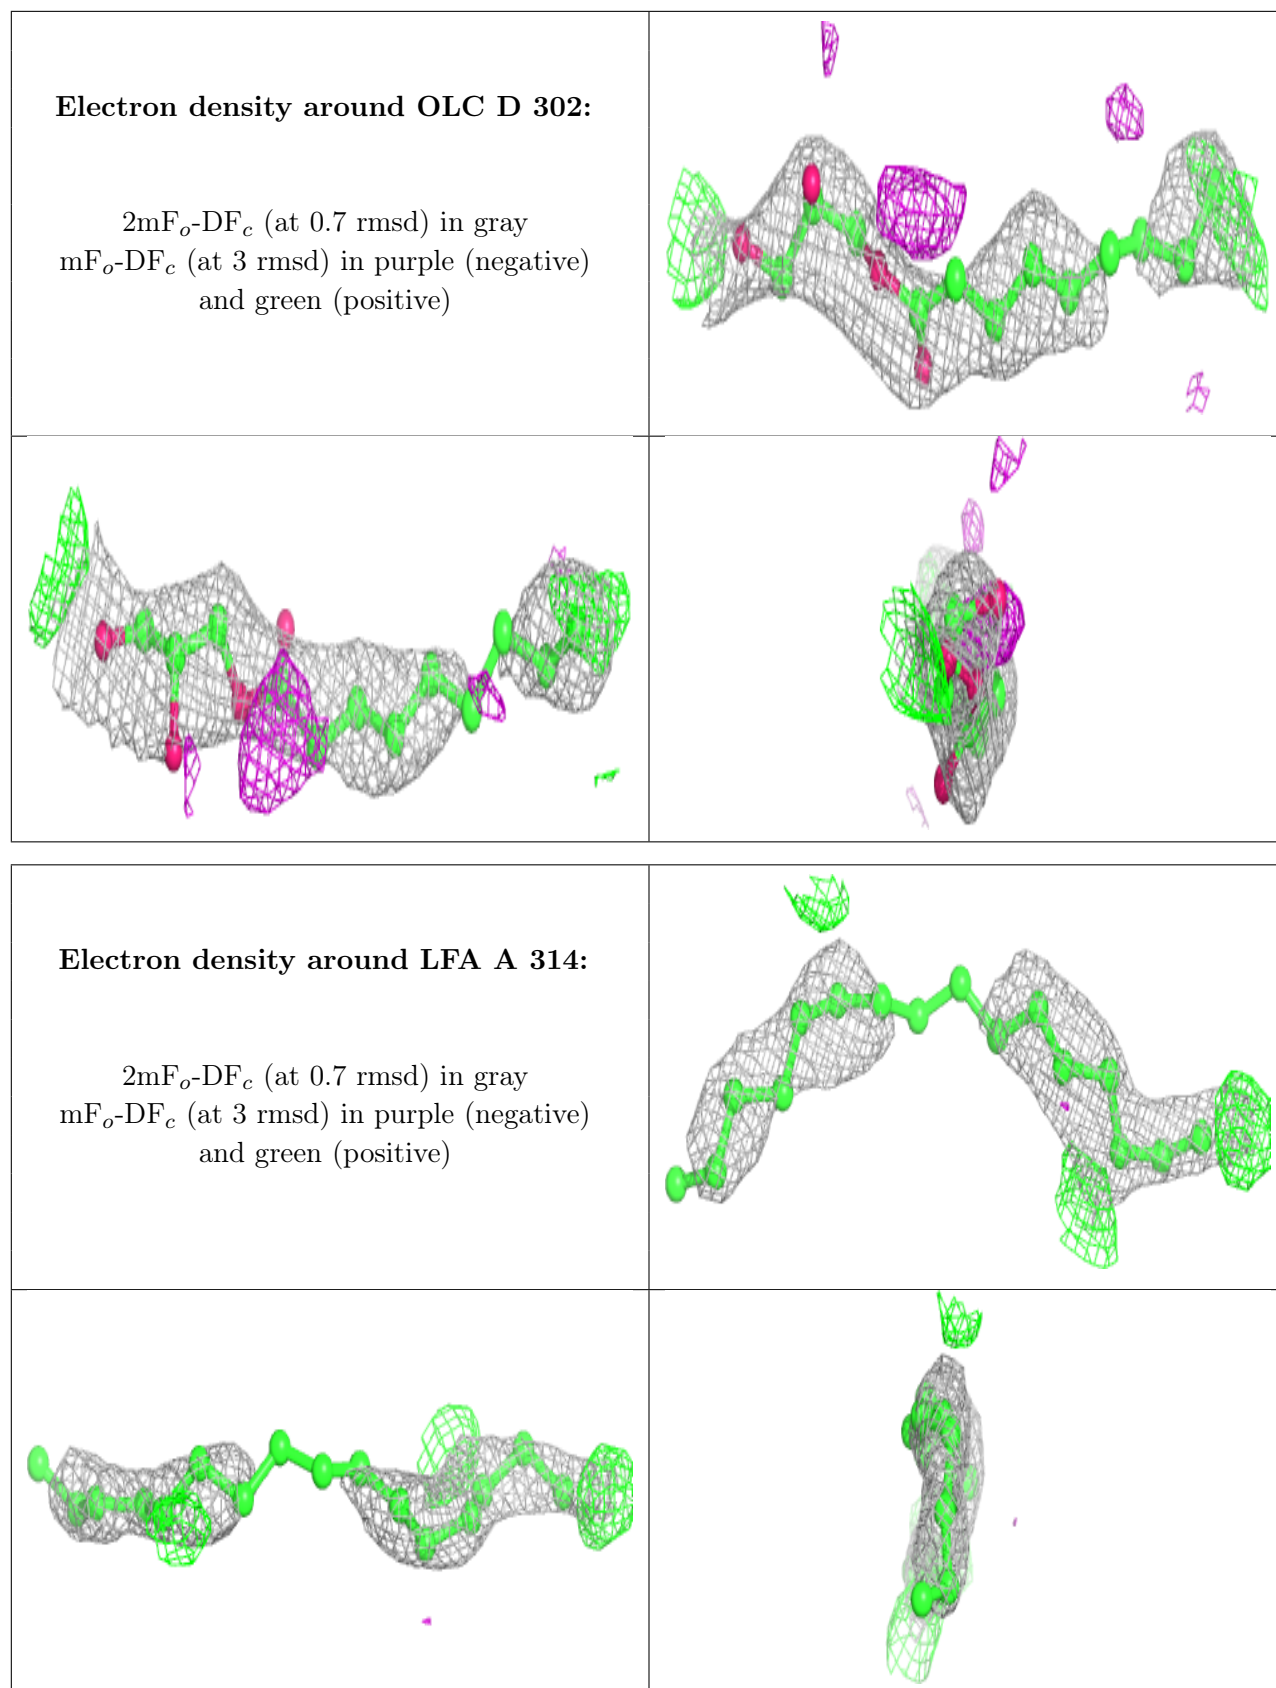 Electron density around OLC D 302:
2mFo-DFc (at 0.7 rmsd) in gray
mFo-DFc (at 3 rmsd) in purple (negative)
and green (positive)
Electron density around LFA A 314:
2mFo-DFc (at 0.7 rmsd) in gray
mFo-DFc (at 3 rmsd) in purple (negative)
and green (positive)